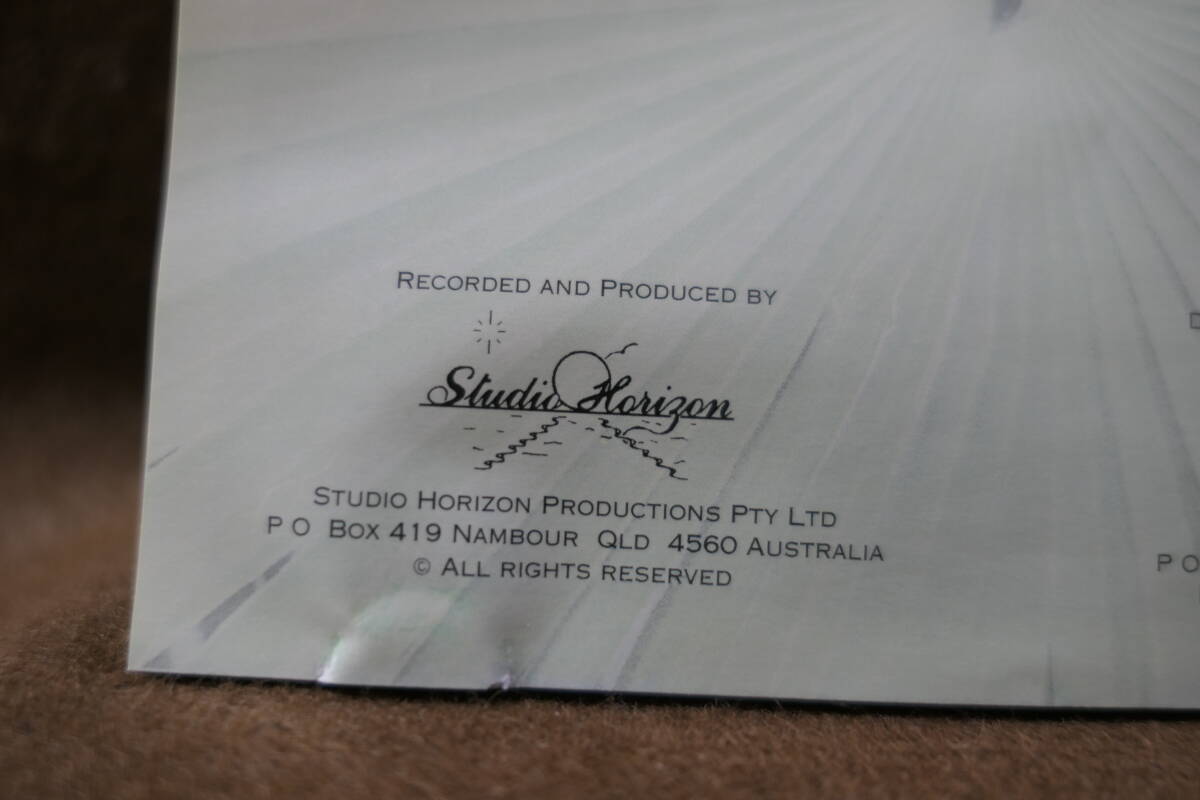 RECORDED AND PRODUCED BY
Studio Horizon
STUDIO HORIZON PRODUCTIONS PTY LTD
P O BOX 419 NAMBOUR QLD 4560 AUSTRALIA
© ALL RIGHTS RESERVED
P O